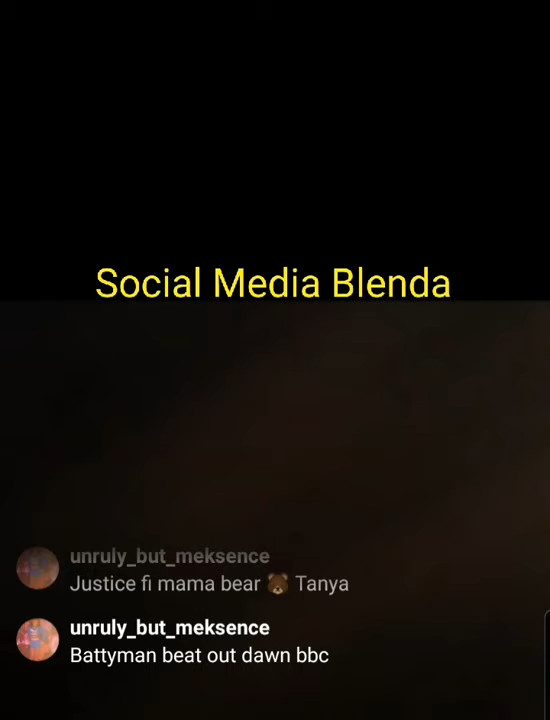 Social Media Blenda
unruly_but_meksence
Justice fi mama bear 🐻 Tanya
unruly_but_meksence
Battyman beat out dawn bbc